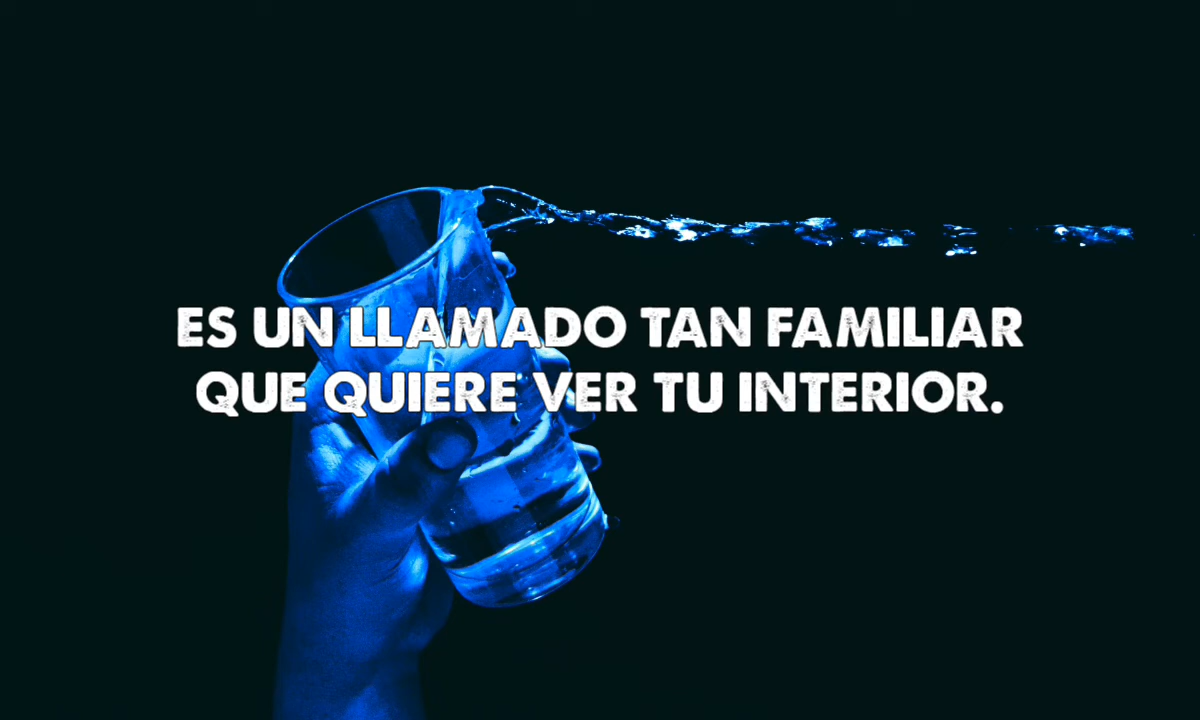 ES UN LLAMADO TAN FAMILIAR
QUE QUIERE VER TU INTERIOR.